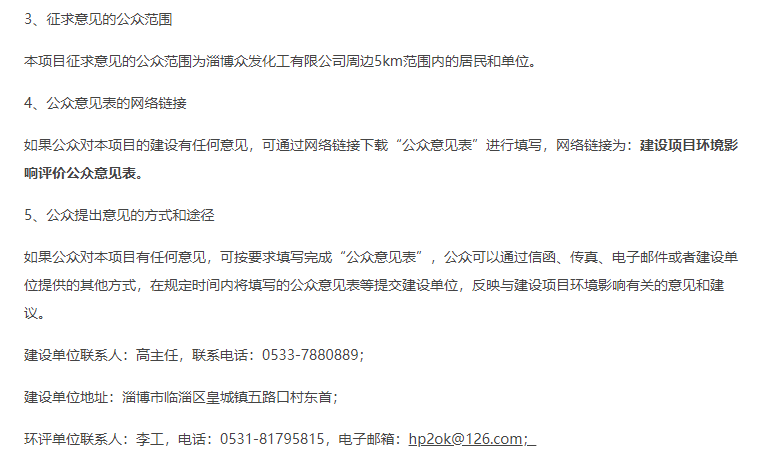 3、征求意见的公众范围
本项目征求意见的公众范围为淄博众发化工有限公司周边5km范围内的居民和单位。
4、公众意见表的网络链接
如果公众对本项目的建设有任何意见，可通过网络链接下载“公众意见表”进行填写，网络链接为：建设项目环境影
响评价公众意见表。
5、公众提出意见的方式和途径
如果公众对本项目有任何意见，可按要求填写完成“公众意见表”，公众可以通过信函、传真、电子邮件或者建设单
位提供的其他方式，在规定时间内将填写的公众意见表等提交建设单位，反映与建设项目环境影响有关的意见和建
议。
建设单位联系人：高主任，联系电话：0533-7880889；
建设单位地址：淄博市临淄区皇城镇五路口村东首；
环评单位联系人：李工，电话：0531-81795815，电子邮箱：hp2ok@126.com；